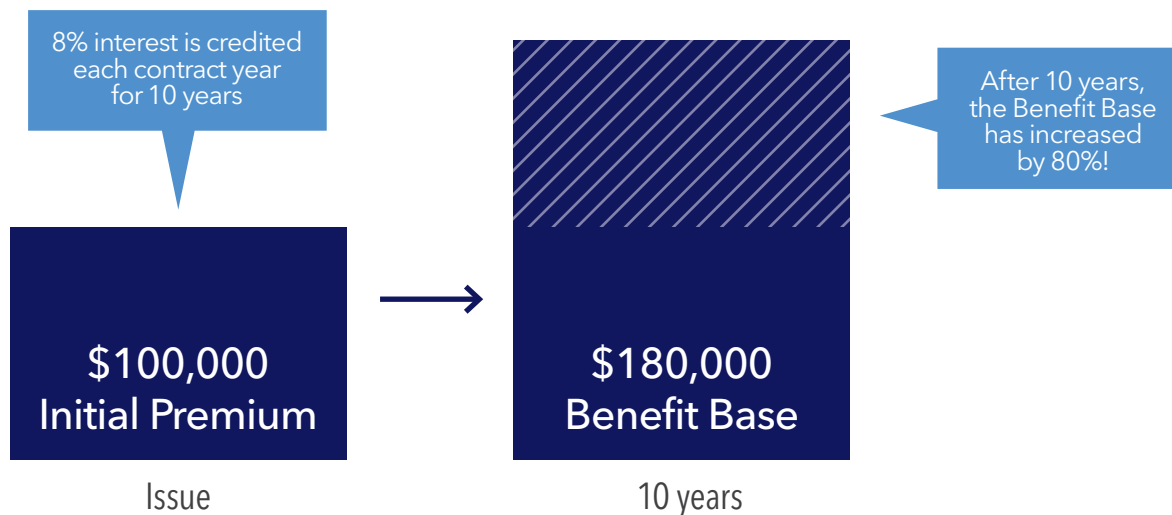 8% interest is credited
each contract year
for 10 years
After 10 years,
the Benefit Base
has increased
by 80%!
$100,000
Initial Premium
$180,000
Benefit Base
Issue
10 years